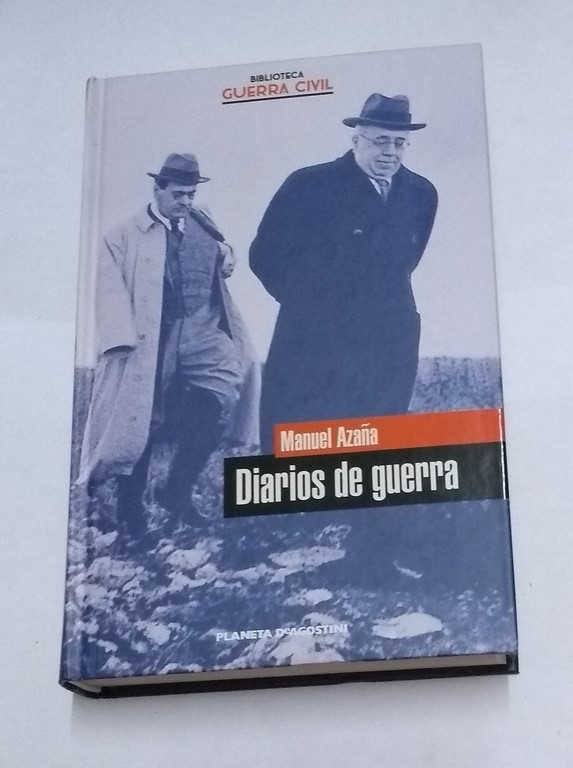 BIBLIOTECA
GUERRA CIVIL
Manuel Azaña
Diarios de guerra
PLANETA DeAGOSTINI